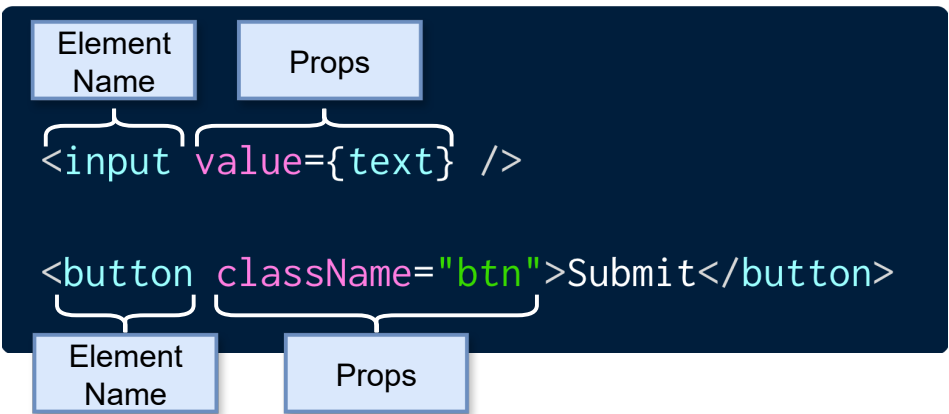 Element
Name
Props
<input value={text} />
<button className="btn">Submit</button>
Element
Name
Props